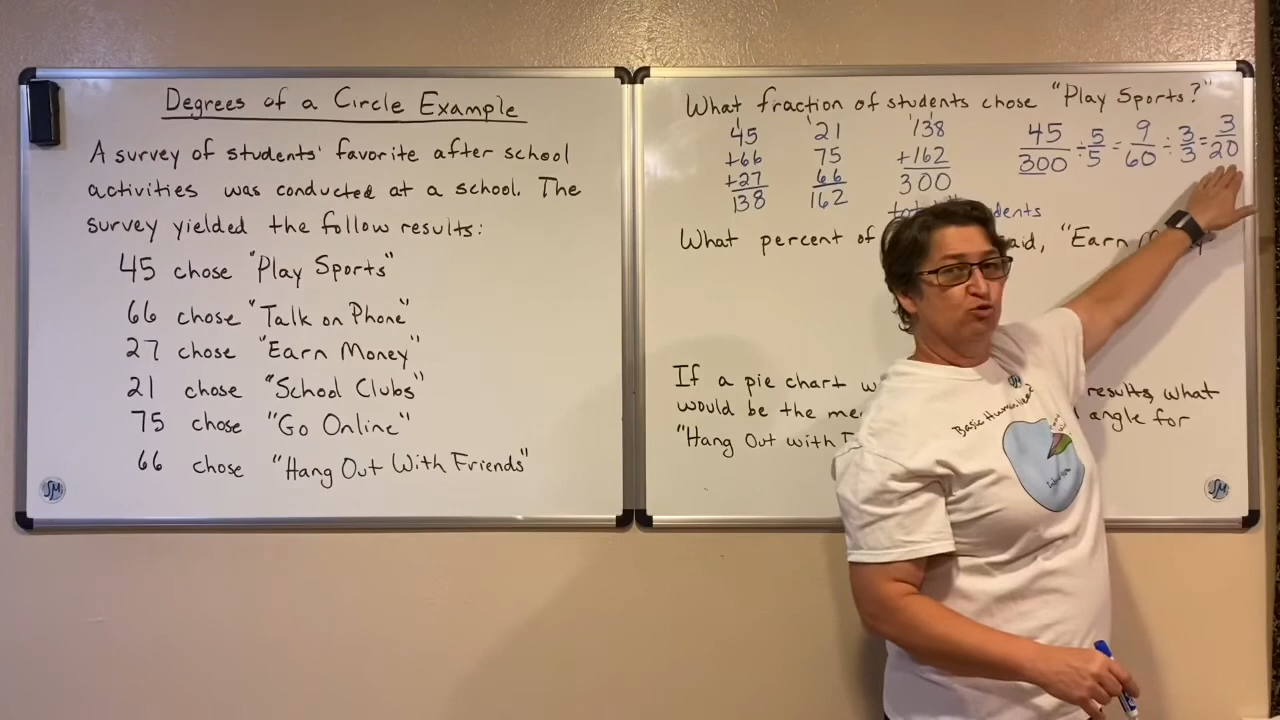 Degrees of a Circle Example
A survey of students' favorite after school
activities was conducted at a school. The
survey yielded the follow results:
45 chose "Play Sports"
66 chose "Talk on Phone"
27 chose "Earn Money"
21 chose "School Clubs"
75 chose "Go Online"
66 chose "Hang Out With Friends"
SM
What fraction of students chose "Play Sports?"
45
+66
+27
138
21
75
66
162
138
+162
300
45/300 ÷ 5/5 = 9/60 ÷ 3/3 = 3/20
What percent of "Earn
If a pie chart results, what
would be the angle for
"Hang Out with
SM
Basic Human